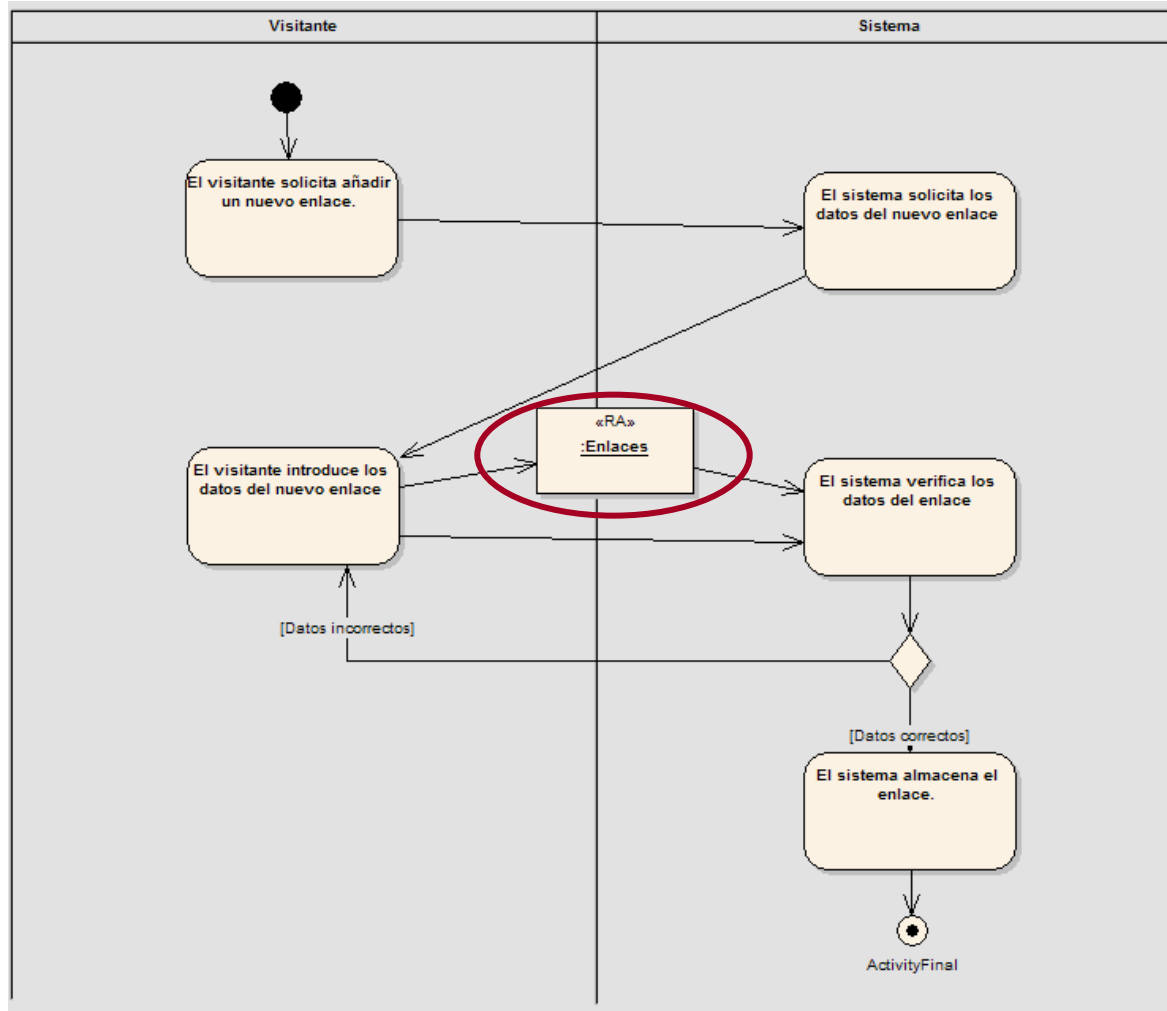 Visitante
Sistema
El visitante solicita añadir
un nuevo enlace.
El sistema solicita los
datos del nuevo enlace
«RA»
:Enlaces
El visitante introduce los
datos del nuevo enlace
El sistema verifica los
datos del enlace
[Datos incorrectos]
[Datos correctos]
El sistema almacena el
enlace.
ActivityFinal